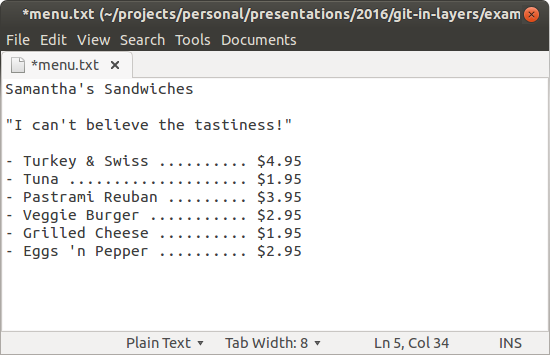 *menu.txt (~/projects/personal/presentations/2016/git-in-layers/exam
File Edit View Search Tools Documents
*menu.txt
Samantha's Sandwiches
"I can't believe the tastiness!"
- Turkey & Swiss .......... $4.95
- Tuna .................... $1.95
- Pastrami Reuban ......... $3.95
- Veggie Burger ........... $2.95
- Grilled Cheese .......... $1.95
- Eggs 'n Pepper .......... $2.95
Plain Text Tab Width: 8 Ln 5, Col 34 INS